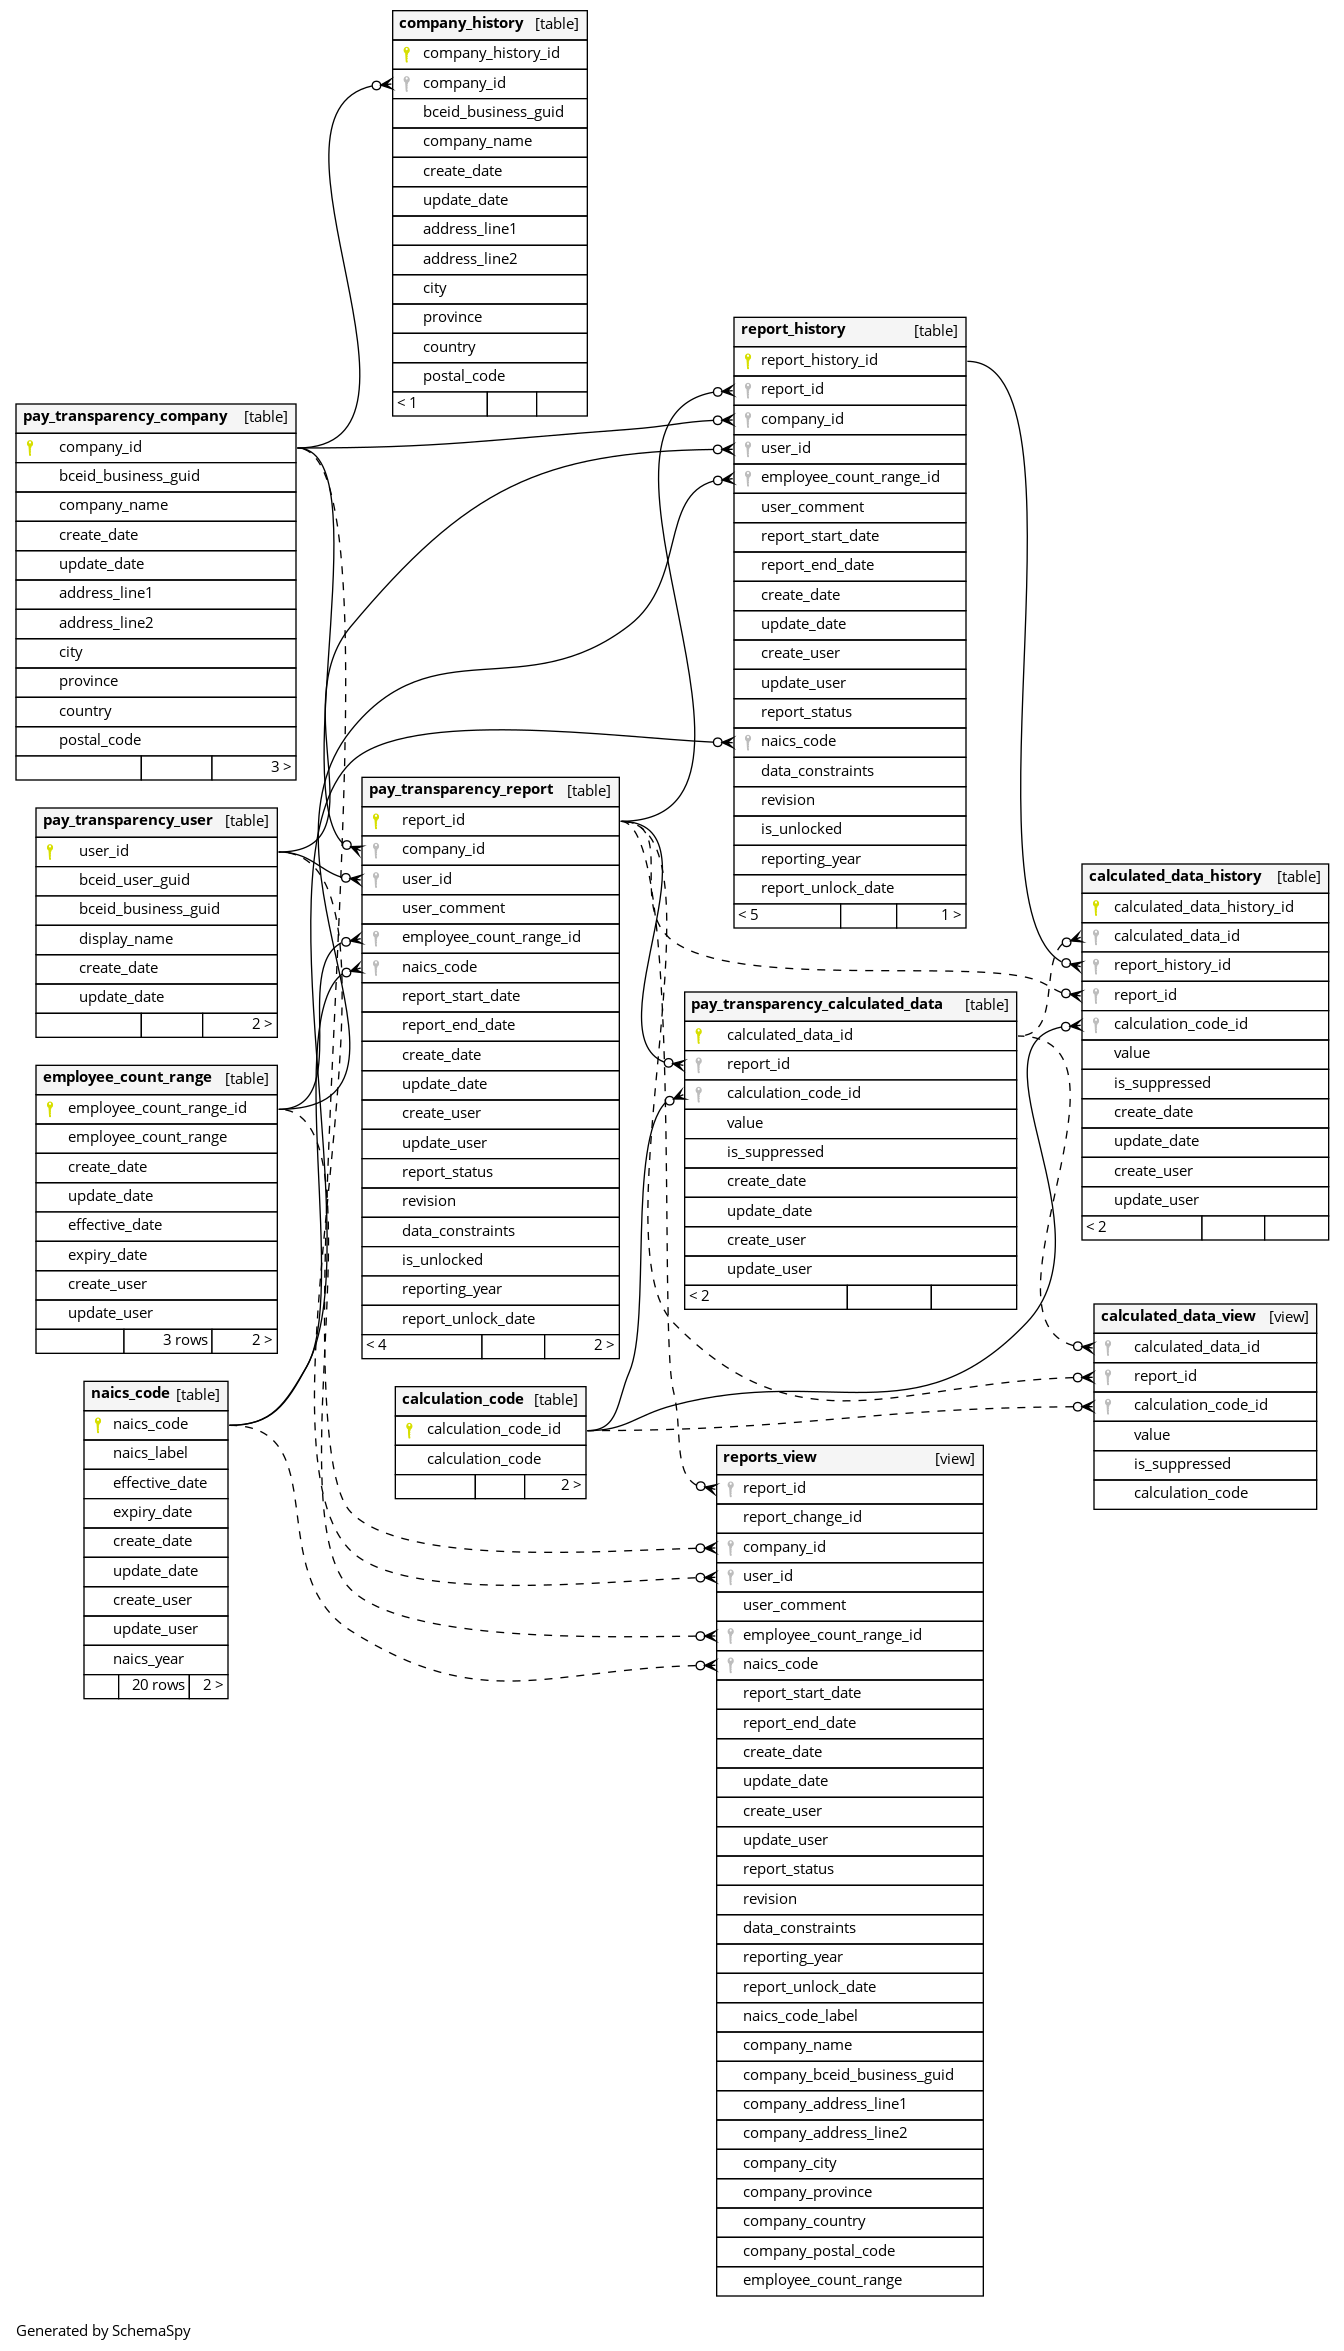 company_history [table]
company_history_id
company_id
bceid_business_guid
company_name
create_date
update_date
address_line1
address_line2
city
province
country
postal_code
< 1
report_history [table]
report_history_id
report_id
company_id
user_id
employee_count_range_id
user_comment
report_start_date
report_end_date
create_date
update_date
create_user
update_user
report_status
naics_code
data_constraints
revision
is_unlocked
reporting_year
report_unlock_date
< 5 1 >
pay_transparency_company [table]
company_id
bceid_business_guid
company_name
create_date
update_date
address_line1
address_line2
city
province
country
postal_code
3 >
pay_transparency_user [table]
user_id
bceid_user_guid
bceid_business_guid
display_name
create_date
update_date
2 >
pay_transparency_report [table]
report_id
company_id
user_id
user_comment
employee_count_range_id
naics_code
report_start_date
report_end_date
create_date
update_date
create_user
update_user
report_status
revision
data_constraints
is_unlocked
reporting_year
report_unlock_date
< 4 2 >
calculated_data_history [table]
calculated_data_history_id
calculated_data_id
report_history_id
report_id
calculation_code_id
value
is_suppressed
create_date
update_date
create_user
update_user
< 2
pay_transparency_calculated_data [table]
calculated_data_id
report_id
calculation_code_id
value
is_suppressed
create_date
update_date
create_user
update_user
< 2
employee_count_range [table]
employee_count_range_id
employee_count_range
create_date
update_date
effective_date
expiry_date
create_user
update_user
3 rows 2 >
calculated_data_view [view]
calculated_data_id
report_id
calculation_code_id
value
is_suppressed
calculation_code
naics_code [table]
naics_code
naics_label
effective_date
expiry_date
create_date
update_date
create_user
update_user
naics_year
20 rows 2 >
calculation_code [table]
calculation_code_id
calculation_code
2 >
reports_view [view]
report_id
report_change_id
company_id
user_id
user_comment
employee_count_range_id
naics_code
report_start_date
report_end_date
create_date
update_date
create_user
update_user
report_status
revision
data_constraints
reporting_year
report_unlock_date
naics_code_label
company_name
company_bceid_business_guid
company_address_line1
company_address_line2
company_city
company_province
company_country
company_postal_code
employee_count_range
Generated by SchemaSpy